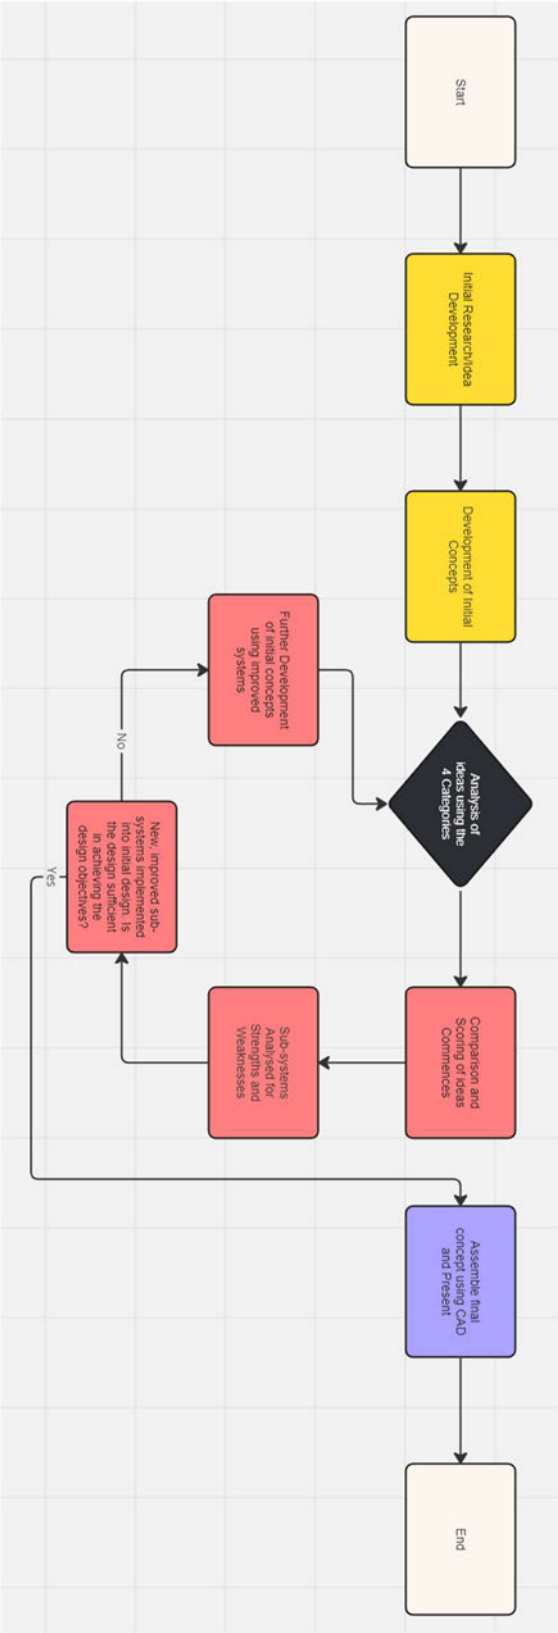 Start
Initial Research/Idea
Development
Development of Initial
Concepts
Analysis of
ideas using the
4 Categories
Comparison and
Scoring of Ideas
Commences
Sub-systems
Analysed for
Strengths and
Weaknesses
New, improved sub-
systems implemented
into initial design. Is
the design sufficient
in achieving the
design objectives?
No
Further Development
of initial concepts
using improved
systems
Yes
Assemble final
concept using CAD
and Present
End